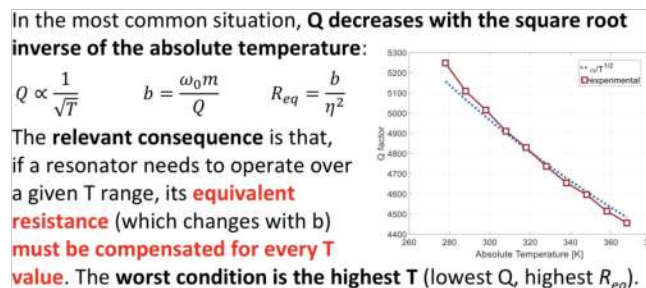 In the most common situation, Q decreases with the square root
inverse of the absolute temperature:
Q ∝ 1/√T b = ω₀m/Q R_eq = b/η²
The relevant consequence is that,
if a resonator needs to operate over
a given T range, its equivalent
resistance (which changes with b)
must be compensated for every T
value. The worst condition is the highest T (lowest Q, highest R_eq).
5300
5200
5100
5000
4900
4800
4700
4600
4500
4400
Q factor
260 280 300 320 340 360
Absolute Temperature [K]
α/T^1/2
experimental